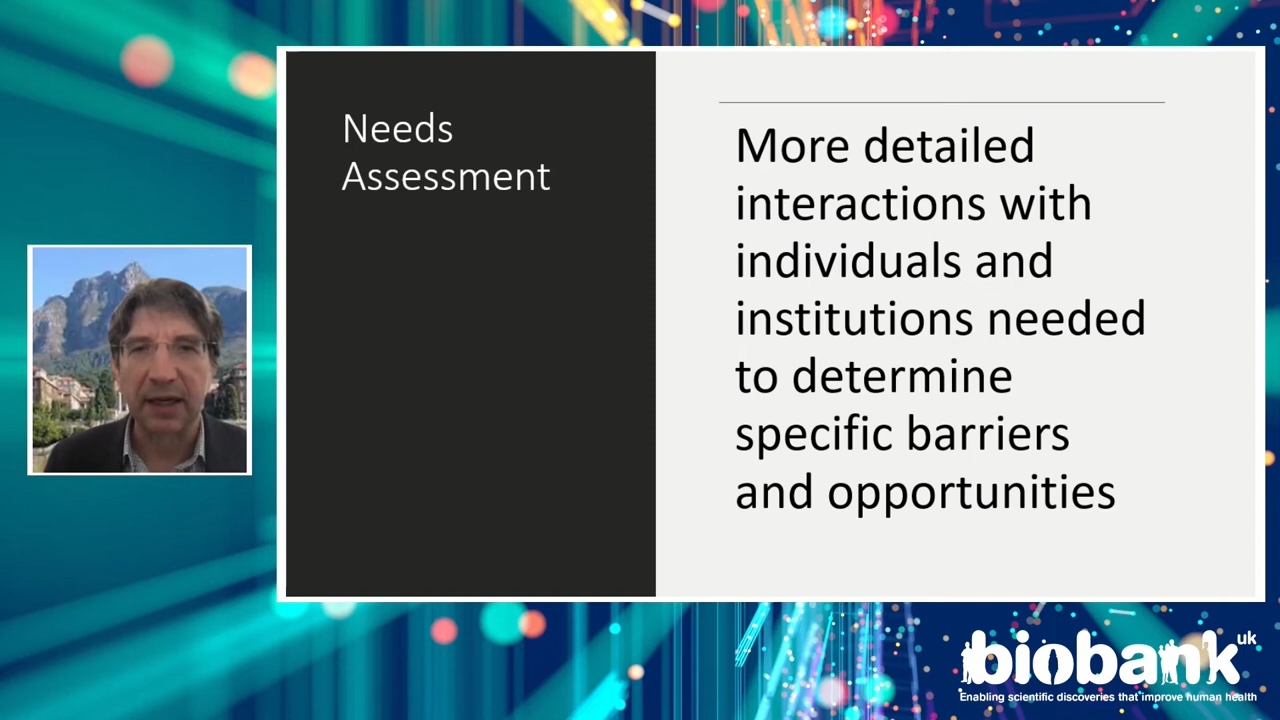 Needs
Assessment
More detailed
interactions with
individuals and
institutions needed
to determine
specific barriers
and opportunities
biobank uk
Enabling scientific discoveries that improve human health